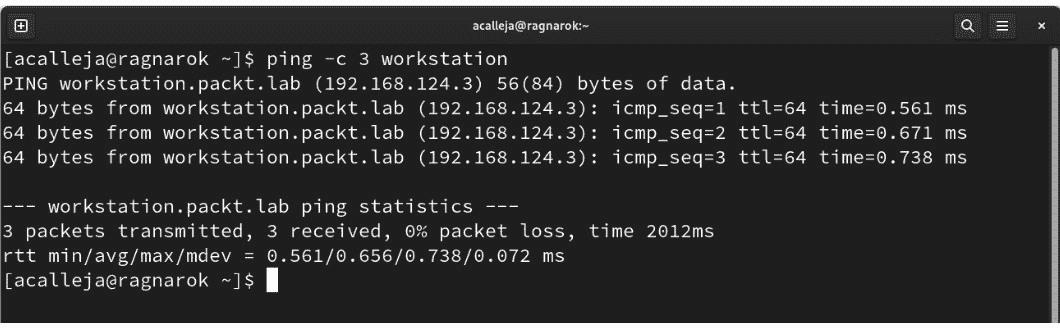 acalleja@ragnarok:~
[acalleja@ragnarok ~]$ ping -c 3 workstation
PING workstation.packt.lab (192.168.124.3) 56(84) bytes of data.
64 bytes from workstation.packt.lab (192.168.124.3): icmp_seq=1 ttl=64 time=0.561 ms
64 bytes from workstation.packt.lab (192.168.124.3): icmp_seq=2 ttl=64 time=0.671 ms
64 bytes from workstation.packt.lab (192.168.124.3): icmp_seq=3 ttl=64 time=0.738 ms

--- workstation.packt.lab ping statistics ---
3 packets transmitted, 3 received, 0% packet loss, time 2012ms
rtt min/avg/max/mdev = 0.561/0.656/0.738/0.072 ms
[acalleja@ragnarok ~]$